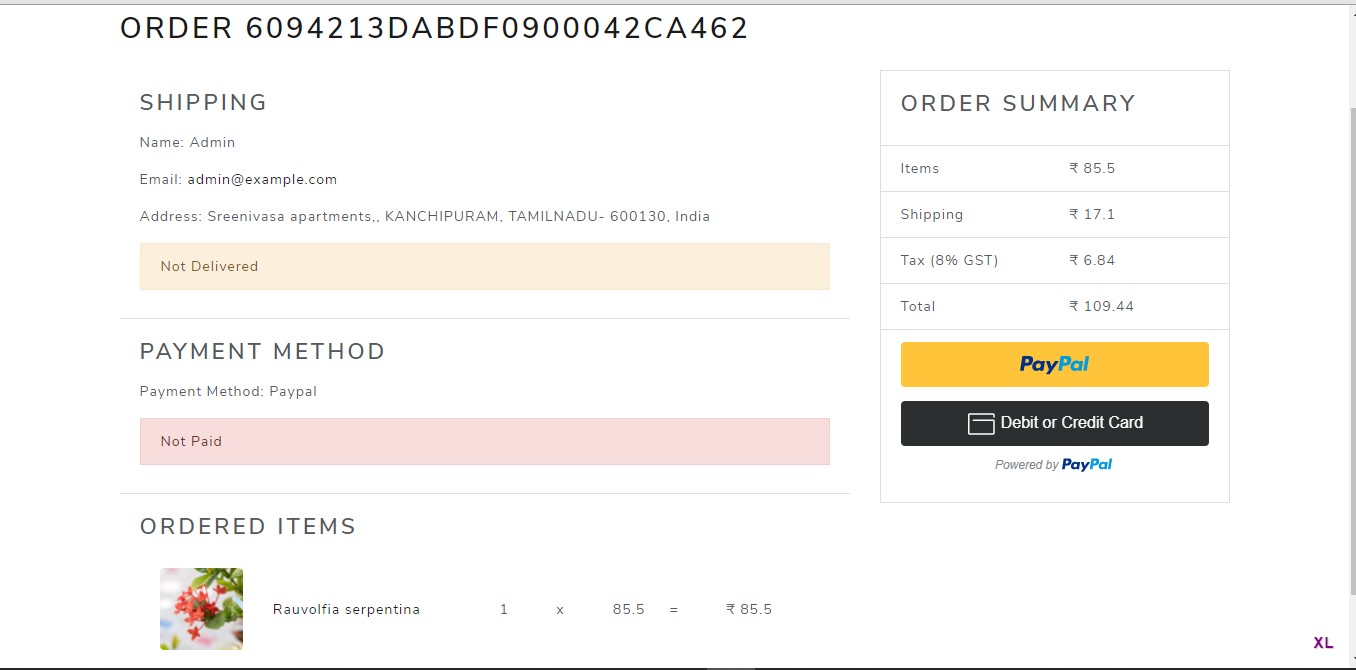 ORDER 6094213DABDF0900042CA462
SHIPPING
Name: Admin
Email: admin@example.com
Address: Sreenivasa apartments,, KANCHIPURAM, TAMILNADU- 600130, India
Not Delivered
PAYMENT METHOD
Payment Method: Paypal
Not Paid
ORDERED ITEMS
Rauvolfia serpentina 1 x 85.5 = ₹ 85.5
ORDER SUMMARY
Items ₹ 85.5
Shipping ₹ 17.1
Tax (8% GST) ₹ 6.84
Total ₹ 109.44
PayPal
Debit or Credit Card
Powered by PayPal
XL